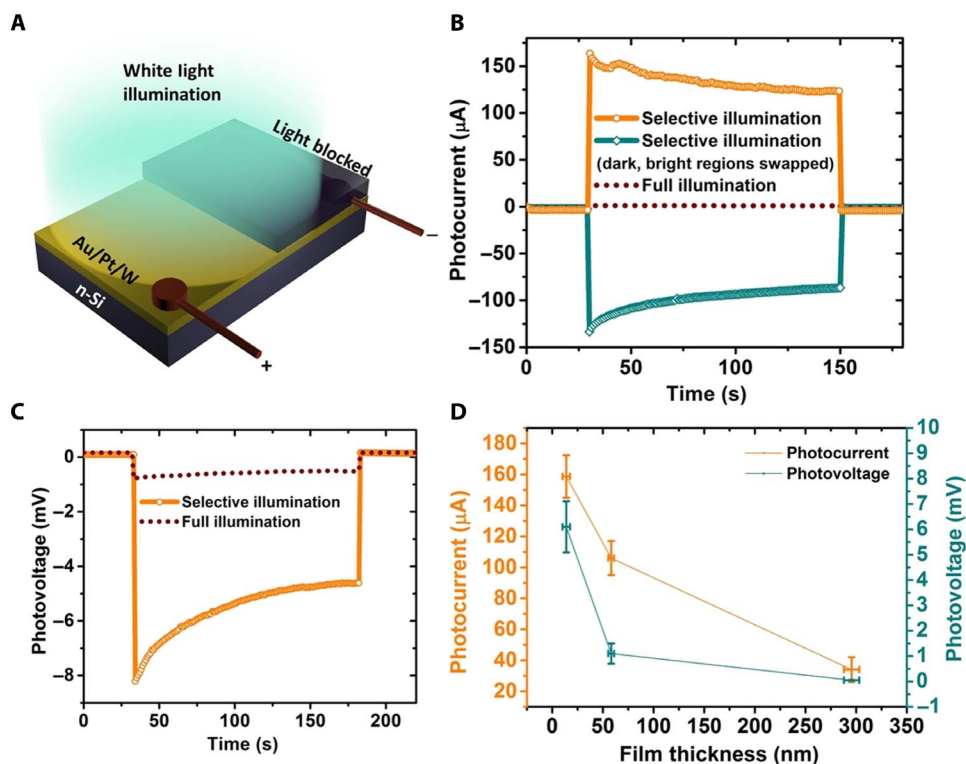 A
White light
illumination
Light blocked
Au/Pt/W
n-Si
−
+
B
Photocurrent (µA)
150
100
50
0
−50
−100
−150
Selective illumination
Selective illumination
(dark, bright regions swapped)
Full illumination
0 50 100 150
Time (s)
C
Photovoltage (mV)
0
−2
−4
−6
−8
Selective illumination
Full illumination
0 50 100 150 200
Time (s)
D
Photocurrent (µA)
180
160
140
120
100
80
60
40
20
Photocurrent
Photovoltage
10
9
8
7
6
5
4
3
2
1
0
−1
Photovoltage (mV)
0 50 100 150 200 250 300 350
Film thickness (nm)